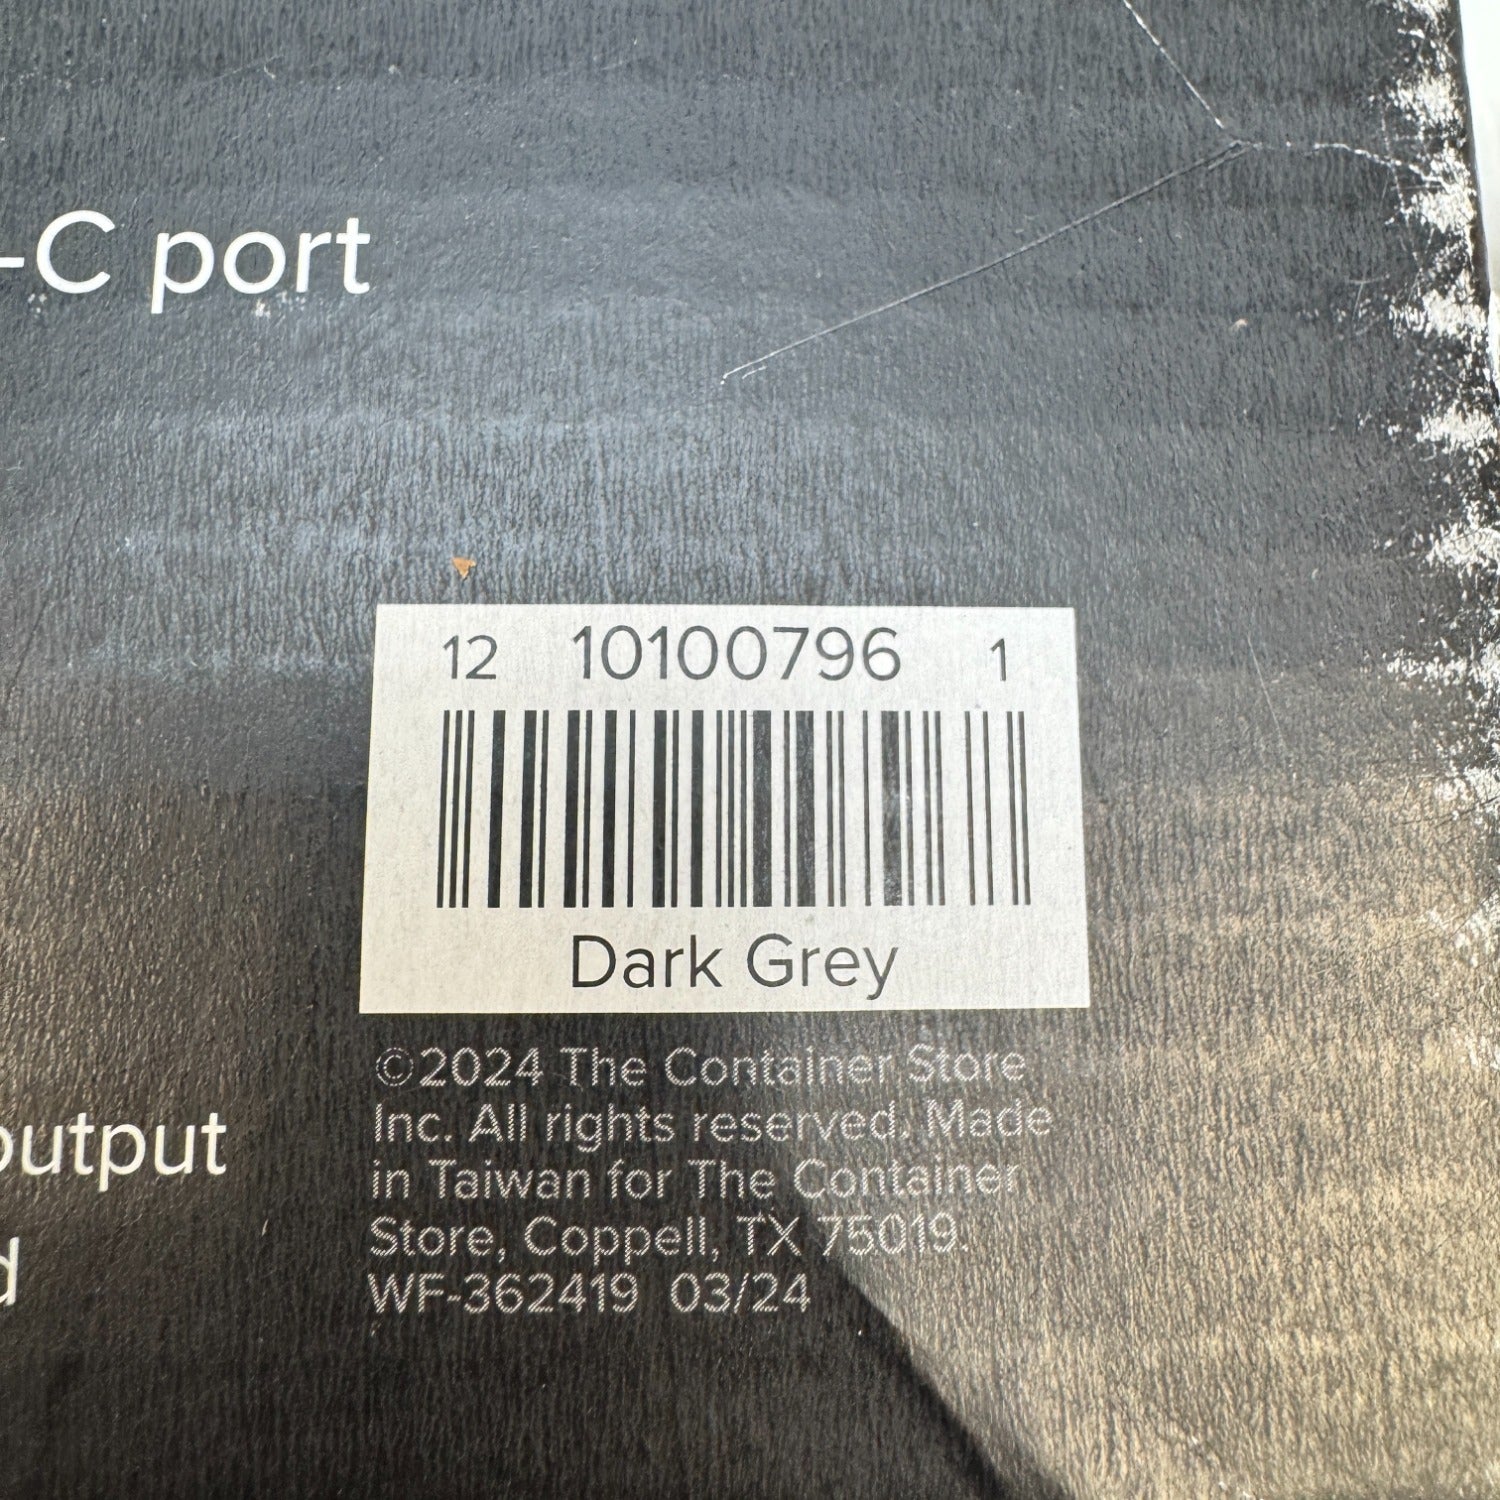 -C port
12 10100796 1
Dark Grey
©2024 The Container Store
Inc. All rights reserved. Made
in Taiwan for The Container
Store, Coppell, TX 75019.
WF-362419 03/24
output
d